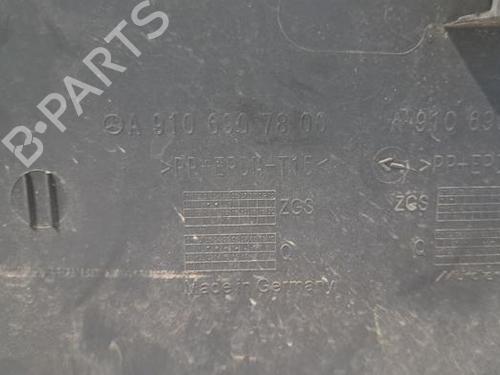 A 910 690 78 00
A 910 69
>PP+EPDM-T15<
>PP+EP
ZGS
ZGS
Q
Q
Made in Germany
B-Parts